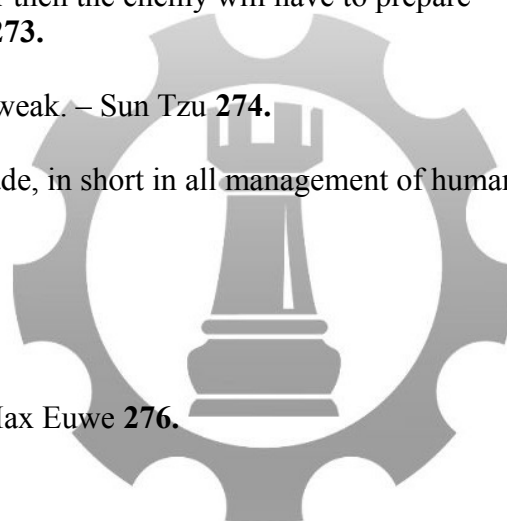 then the enemy will have to prepare
273.
weak. – Sun Tzu 274.
de, in short in all management of human
Max Euwe 276.